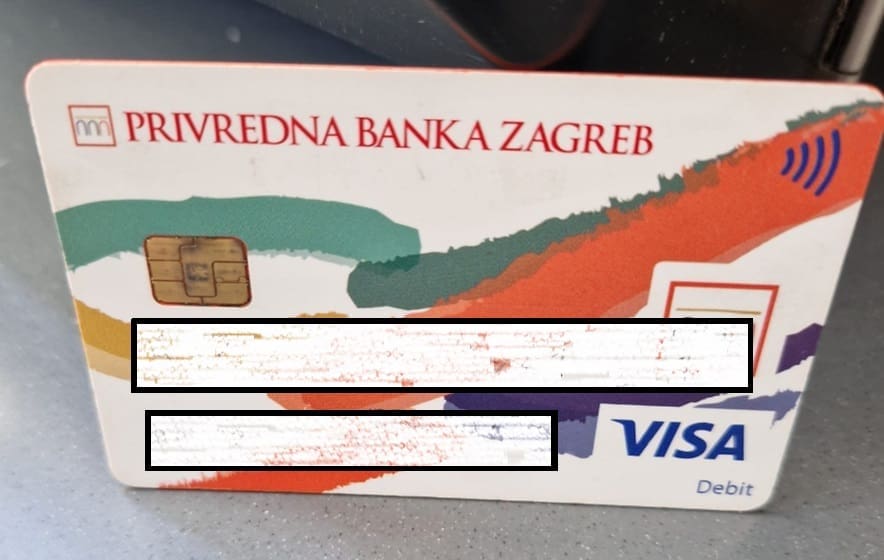 PRIVREDNA BANKA ZAGREB
VISA
Debit